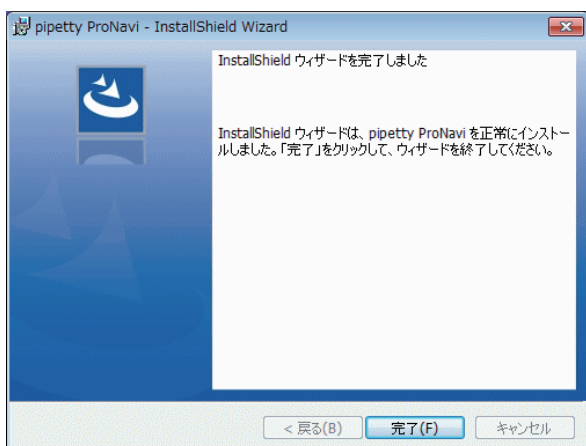 pipetty ProNavi - InstallShield Wizard
InstallShield ウィザードを完了しました
InstallShield ウィザードは、pipetty ProNavi を正常にインストー
ルしました。「完了」をクリックして、ウィザードを終了してください。
< 戻る(B)
完了(F)
キャンセル